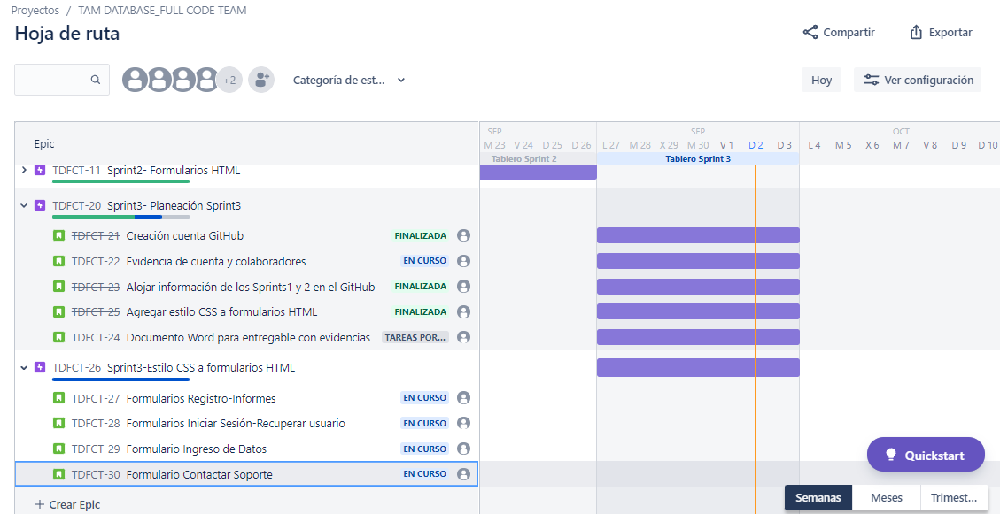 Proyectos / TAM DATABASE_FULL CODE TEAM
Hoja de ruta
Compartir
Exportar
+2
Categoría de est...
Hoy
Ver configuración
Epic
SEP
SEP
OCT
M 23 V 24 D 25 D 26 L 27 M 28 X 29 M 30 V 1 D 2 D 3 L 4 M 5 X 6 M 7 V 8 D 9 D 10
Tablero Sprint 2
Tablero Sprint 3
TDFCT-11 Sprint2- Formularios HTML
TDFCT-20 Sprint3- Planeación Sprint3
TDFCT-21 Creación cuenta GitHub FINALIZADA
TDFCT-22 Evidencia de cuenta y colaboradores EN CURSO
TDFCT-23 Alojar información de los Sprints1 y 2 en el GitHub FINALIZADA
TDFCT-25 Agregar estilo CSS a formularios HTML FINALIZADA
TDFCT-24 Documento Word para entregable con evidencias TAREAS POR...
TDFCT-26 Sprint3-Estilo CSS a formularios HTML
TDFCT-27 Formularios Registro-Informes EN CURSO
TDFCT-28 Formularios Iniciar Sesión-Recuperar usuario EN CURSO
TDFCT-29 Formulario Ingreso de Datos EN CURSO
TDFCT-30 Formulario Contactar Soporte EN CURSO
Quickstart
Semanas Meses Trimest...
+ Crear Epic